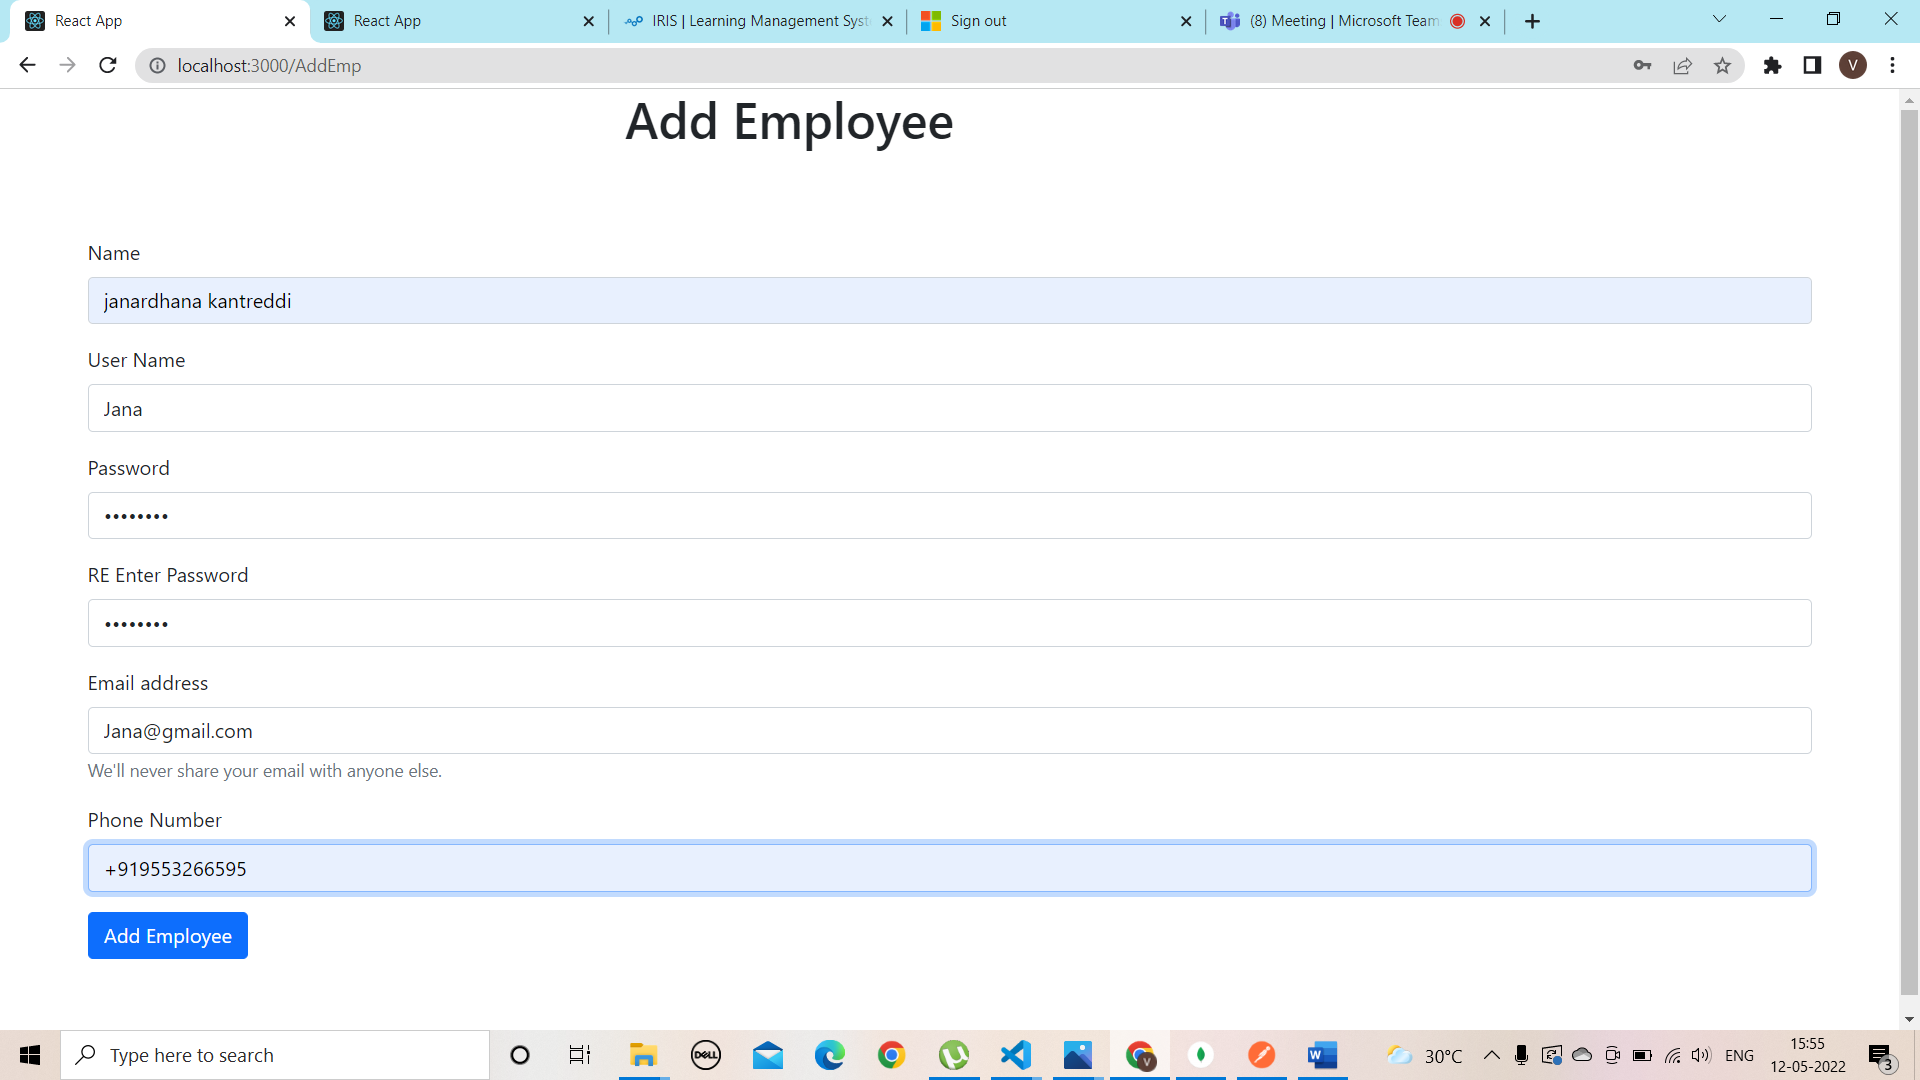 React App
React App
IRIS | Learning Management Syst
Sign out
(8) Meeting | Microsoft Team
localhost:3000/AddEmp
V
Add Employee
Name
janardhana kantreddi
User Name
Jana
Password
••••••••
RE Enter Password
••••••••
Email address
Jana@gmail.com
We'll never share your email with anyone else.
Phone Number
+919553266595
Add Employee
Type here to search
DELL
V
W
30°C
ENG
15:55
12-05-2022
3